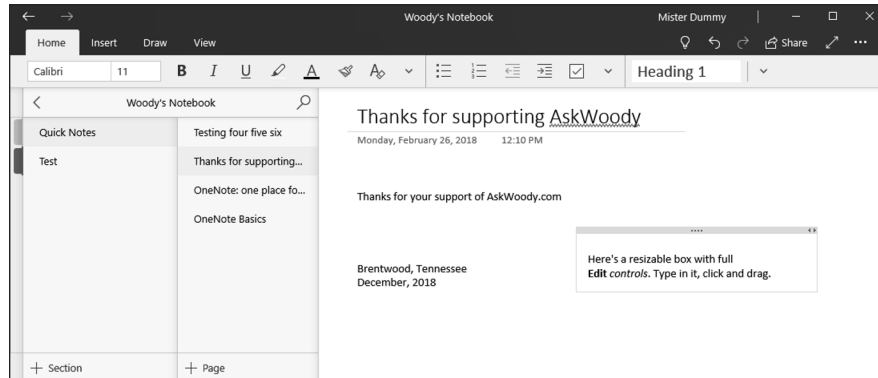 Woody's Notebook
Mister Dummy
Home Insert Draw View
Share
Calibri 11 B I U A A Heading 1
Woody's Notebook
Quick Notes
Test
Testing four five six
Thanks for supporting...
OneNote: one place fo...
OneNote Basics
+ Section
+ Page
Thanks for supporting AskWoody
Monday, February 26, 2018 12:10 PM
Thanks for your support of AskWoody.com
Here's a resizable box with full
Edit controls. Type in it, click and drag.
Brentwood, Tennessee
December, 2018